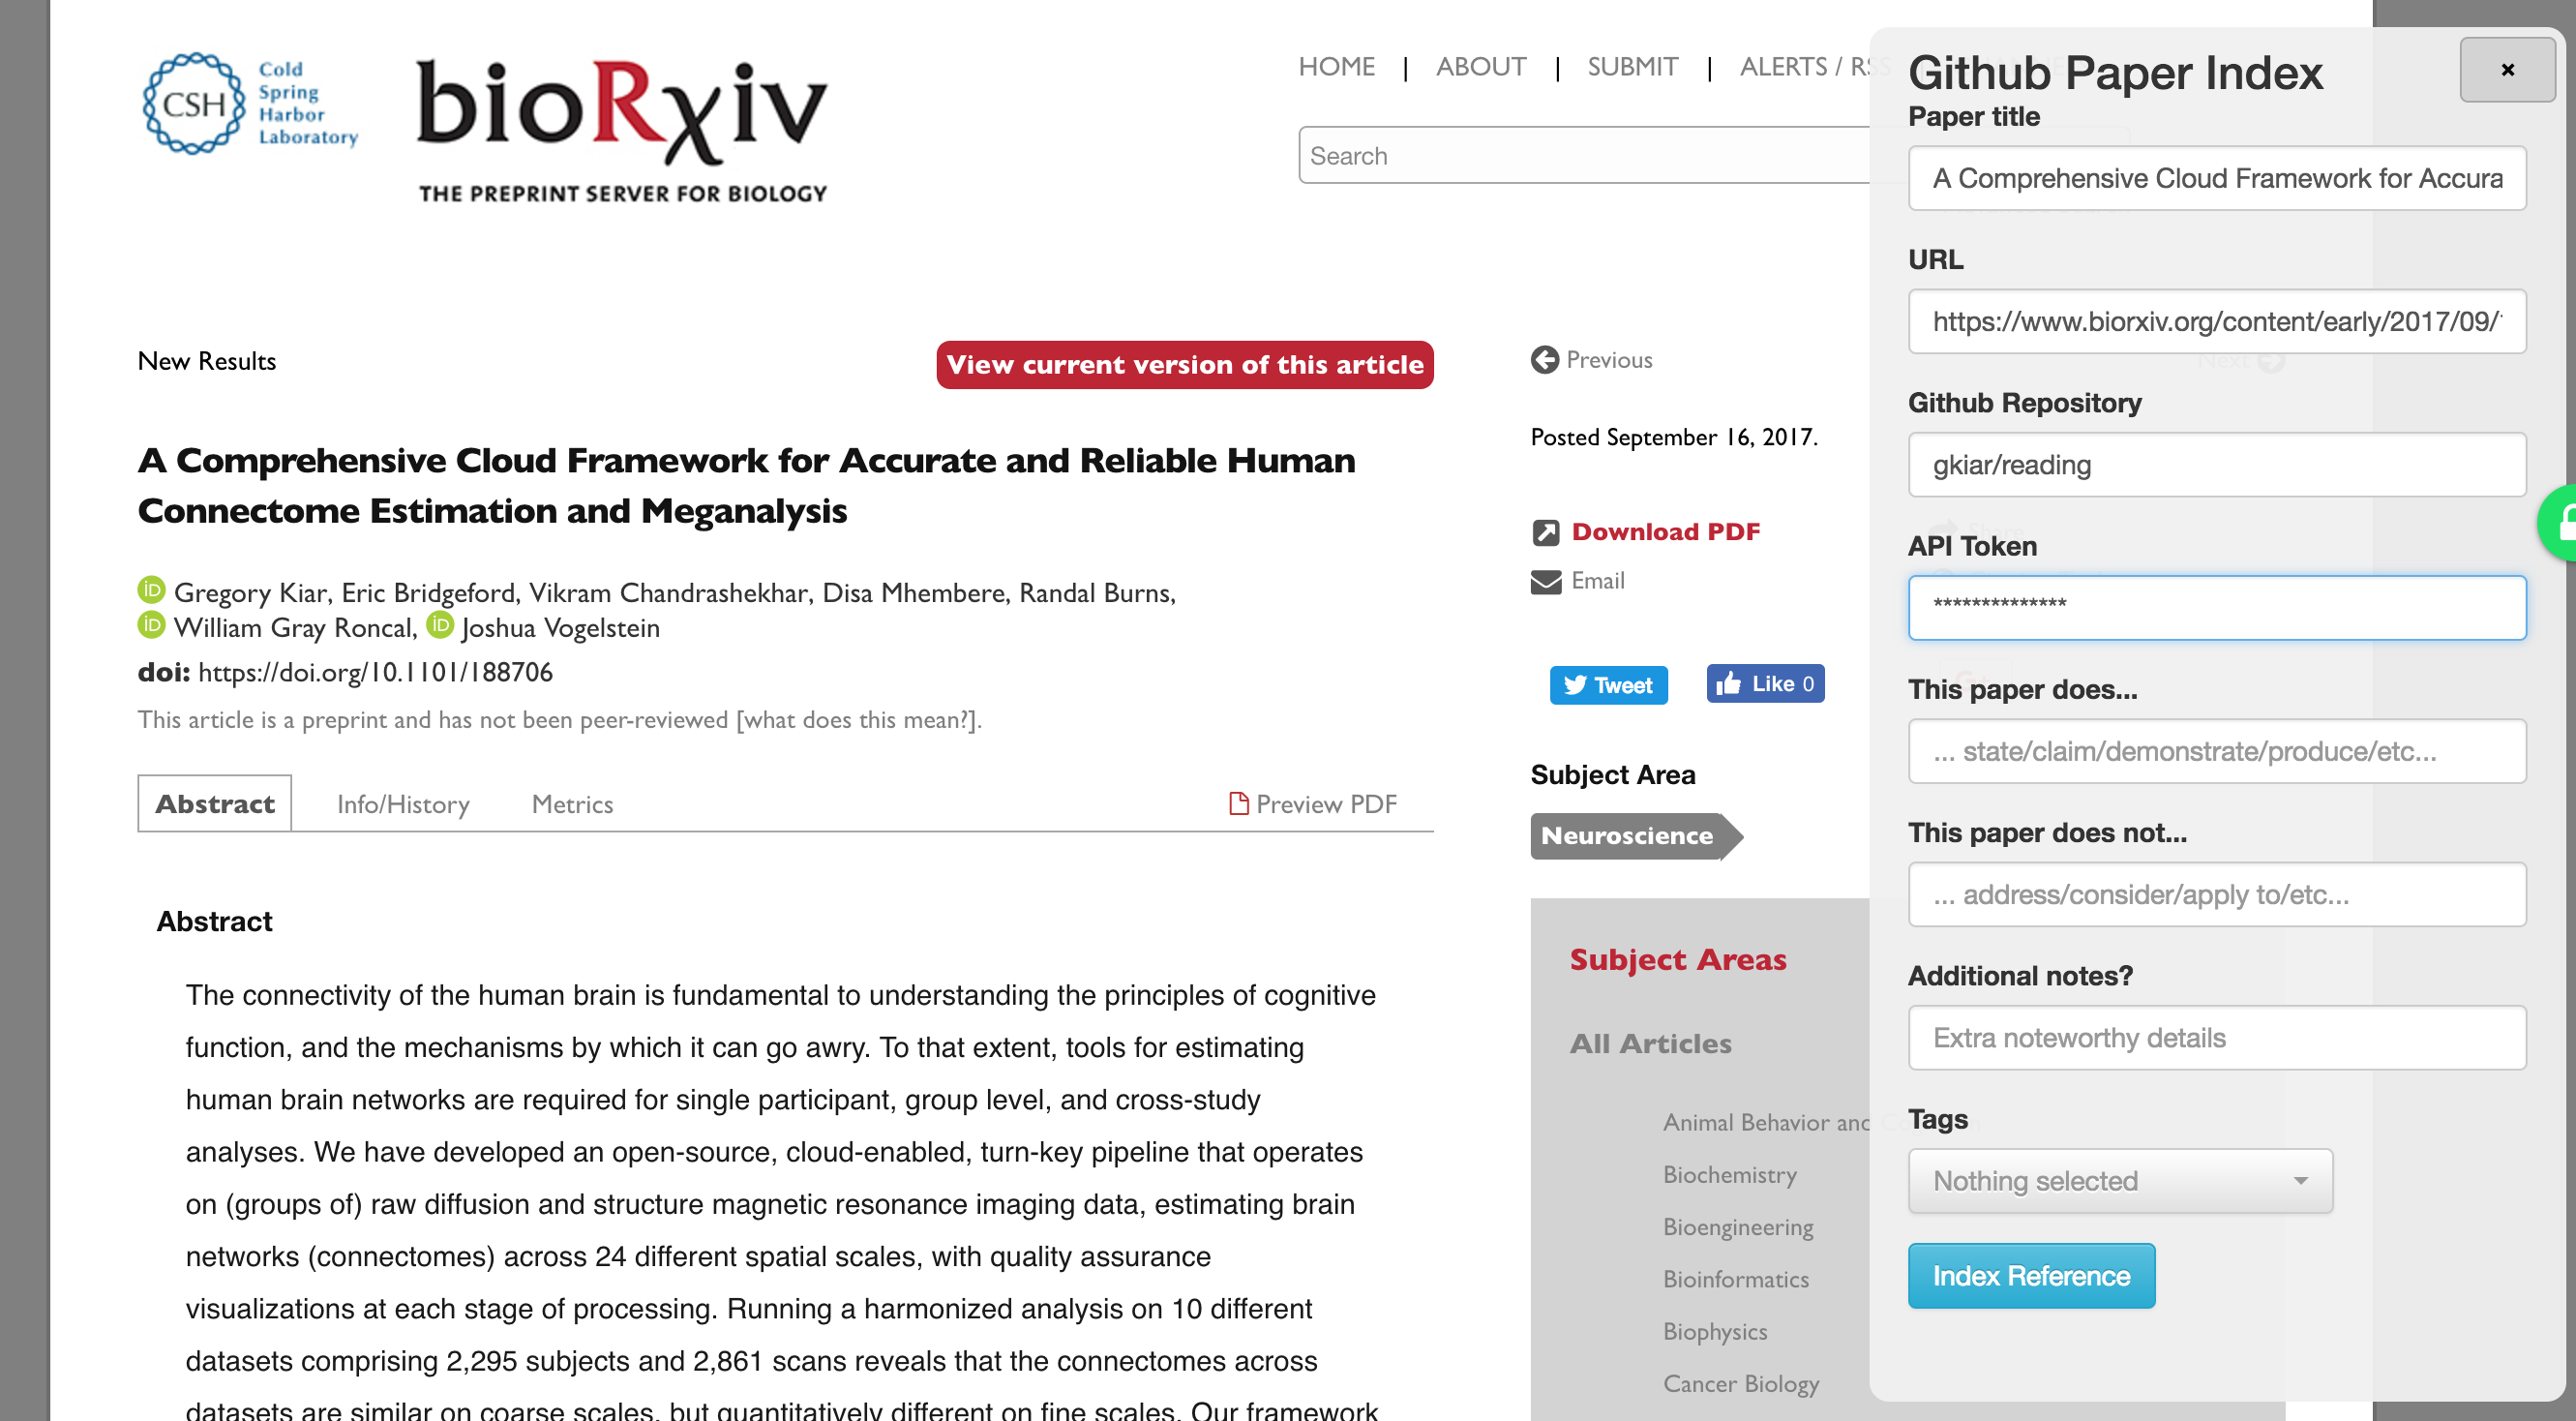 CSH
Cold
Spring
Harbor
Laboratory
bioRxiv
THE PREPRINT SERVER FOR BIOLOGY
HOME | ABOUT | SUBMIT | ALERTS / RSS
Search
New Results
View current version of this article
A Comprehensive Cloud Framework for Accurate and Reliable Human
Connectome Estimation and Meganalysis
iD Gregory Kiar, Eric Bridgeford, Vikram Chandrashekhar, Disa Mhembere, Randal Burns,
iD William Gray Roncal, iD Joshua Vogelstein
doi: https://doi.org/10.1101/188706
This article is a preprint and has not been peer-reviewed [what does this mean?].
Abstract
Info/History
Metrics
Preview PDF
Abstract
The connectivity of the human brain is fundamental to understanding the principles of cognitive
function, and the mechanisms by which it can go awry. To that extent, tools for estimating
human brain networks are required for single participant, group level, and cross-study
analyses. We have developed an open-source, cloud-enabled, turn-key pipeline that operates
on (groups of) raw diffusion and structure magnetic resonance imaging data, estimating brain
networks (connectomes) across 24 different spatial scales, with quality assurance
visualizations at each stage of processing. Running a harmonized analysis on 10 different
datasets comprising 2,295 subjects and 2,861 scans reveals that the connectomes across
datasets are similar on coarse scales, but quantitatively different on fine scales. Our framework
Previous
Next
Posted September 16, 2017.
Download PDF
Email
Share
Tweet
Like 0
Subject Area
Neuroscience
Subject Areas
All Articles
Animal Behavior and
Biochemistry
Bioengineering
Bioinformatics
Biophysics
Cancer Biology
Github Paper Index
×
Paper title
A Comprehensive Cloud Framework for Accura
URL
https://www.biorxiv.org/content/early/2017/09/
Github Repository
gkiar/reading
API Token
**************
This paper does...
... state/claim/demonstrate/produce/etc...
This paper does not...
... address/consider/apply to/etc...
Additional notes?
Extra noteworthy details
Tags
Nothing selected
Index Reference